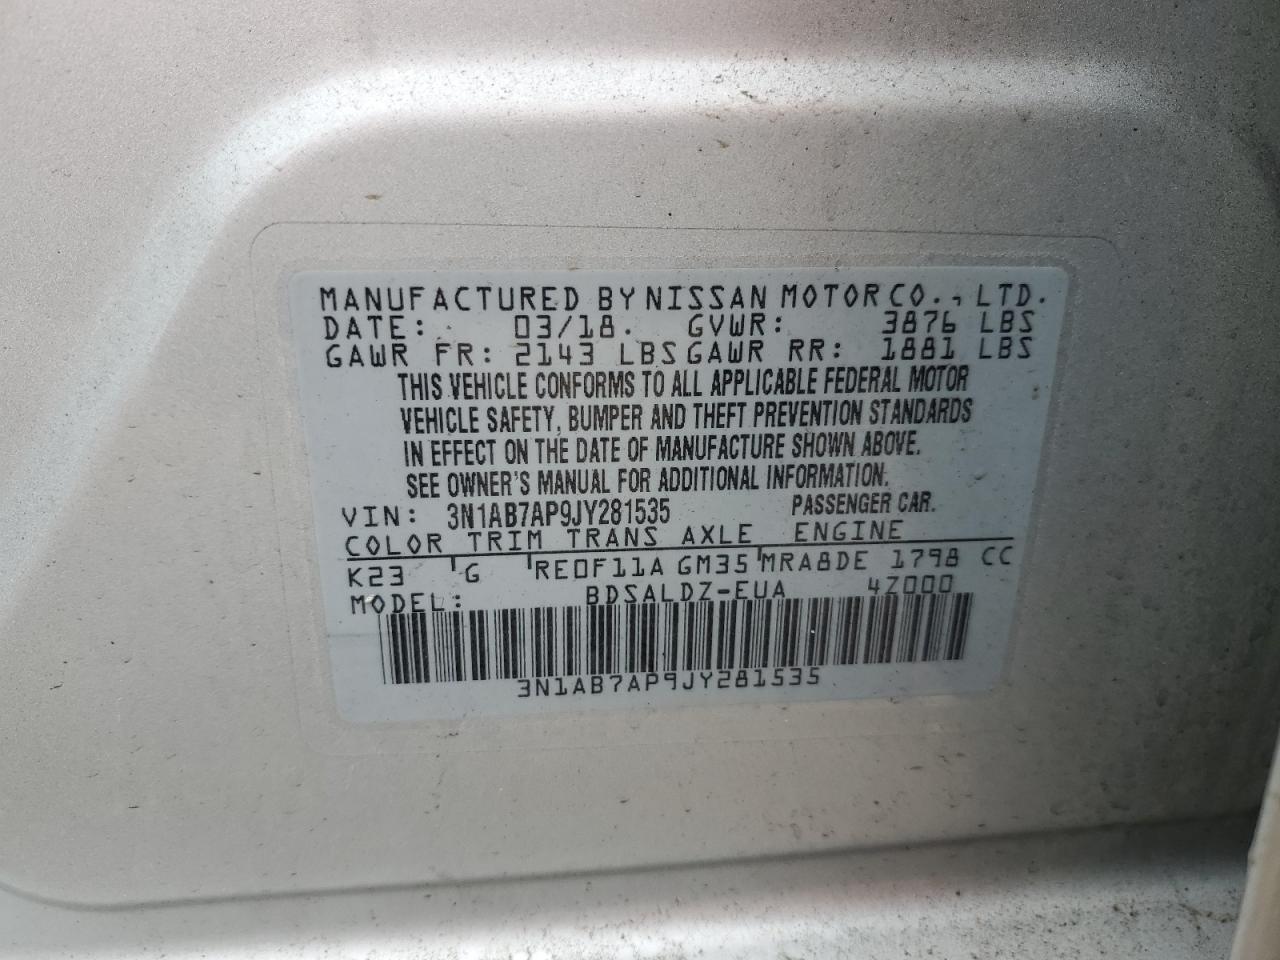 MANUFACTURED BY NISSAN MOTOR CO., LTD.
DATE: 03/18. GVWR: 3876 LBS
GAWR FR: 2143 LBS GAWR RR: 1881 LBS
THIS VEHICLE CONFORMS TO ALL APPLICABLE FEDERAL MOTOR
VEHICLE SAFETY, BUMPER AND THEFT PREVENTION STANDARDS
IN EFFECT ON THE DATE OF MANUFACTURE SHOWN ABOVE.
SEE OWNER'S MANUAL FOR ADDITIONAL INFORMATION.
VIN: 3N1AB7AP9JY281535 PASSENGER CAR.
COLOR TRIM TRANS AXLE ENGINE
K23 G RE0F11A GM35 MRA8DE 1798 CC
MODEL: BDSALDZ-EUA 4Z000
3N1AB7AP9JY281535